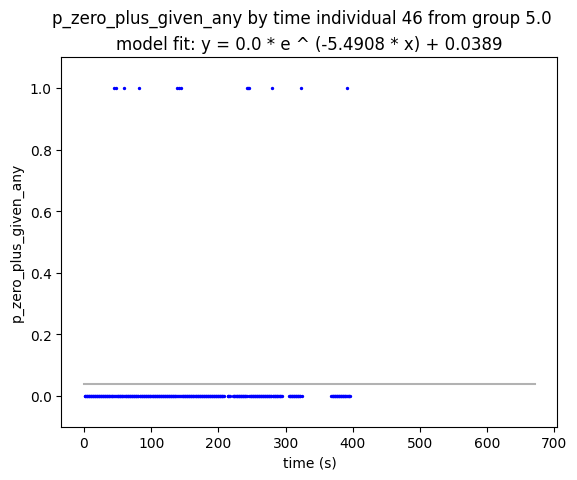 p_zero_plus_given_any by time individual 46 from group 5.0
model fit: y = 0.0 * e ^ (-5.4908 * x) + 0.0389
1.0
0.8
0.6
0.4
0.2
0.0
p_zero_plus_given_any
0 100 200 300 400 500 600 700
time (s)